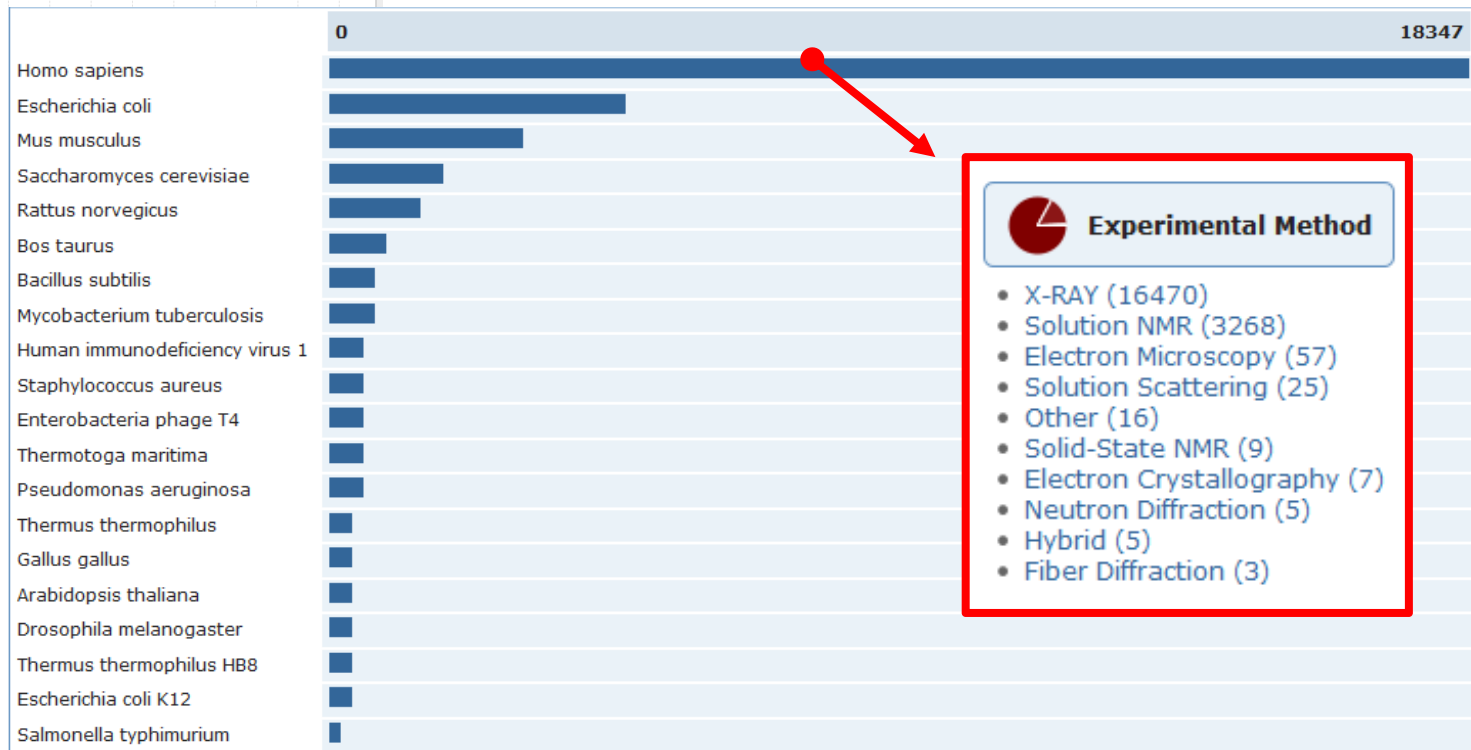 0 18347
Homo sapiens
Escherichia coli
Mus musculus
Saccharomyces cerevisiae
Rattus norvegicus
Bos taurus
Bacillus subtilis
Mycobacterium tuberculosis
Human immunodeficiency virus 1
Staphylococcus aureus
Enterobacteria phage T4
Thermotoga maritima
Pseudomonas aeruginosa
Thermus thermophilus
Gallus gallus
Arabidopsis thaliana
Drosophila melanogaster
Thermus thermophilus HB8
Escherichia coli K12
Salmonella typhimurium
Experimental Method
• X-RAY (16470)
• Solution NMR (3268)
• Electron Microscopy (57)
• Solution Scattering (25)
• Other (16)
• Solid-State NMR (9)
• Electron Crystallography (7)
• Neutron Diffraction (5)
• Hybrid (5)
• Fiber Diffraction (3)